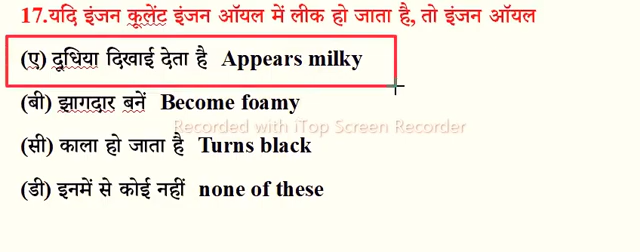 17.यदि इंजन कूलेंट इंजन ऑयल में लीक हो जाता है, तो इंजन ऑयल
(ए) दूधिया दिखाई देता है Appears milky
(बी) झागदार बनें Become foamy
Recorded with iTop Screen Recorder
(सी) काला हो जाता है Turns black
(डी) इनमें से कोई नहीं none of these